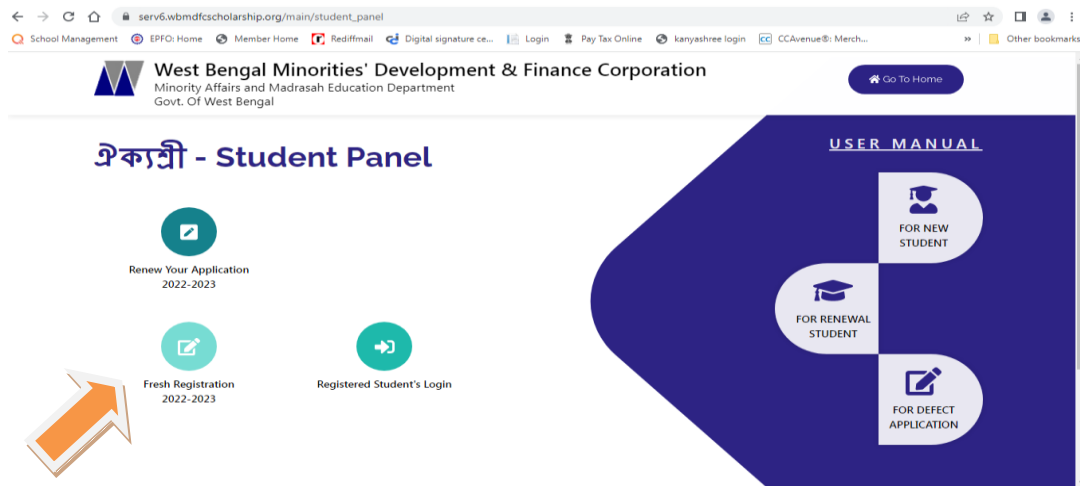 serv6.wbmdfcscholarship.org/main/student_panel
School Management EPFO: Home Member Home Rediffmail Digital signature ce... Login Pay Tax Online kanyashree login CCAvenue®: Merch... » Other bookmarks
West Bengal Minorities' Development & Finance Corporation
Minority Affairs and Madrasah Education Department
Govt. Of West Bengal
Go To Home
ঐক্যশ্রী - Student Panel
Renew Your Application
2022-2023
Fresh Registration
2022-2023
Registered Student's Login
USER MANUAL
FOR NEW
STUDENT
FOR RENEWAL
STUDENT
FOR DEFECT
APPLICATION